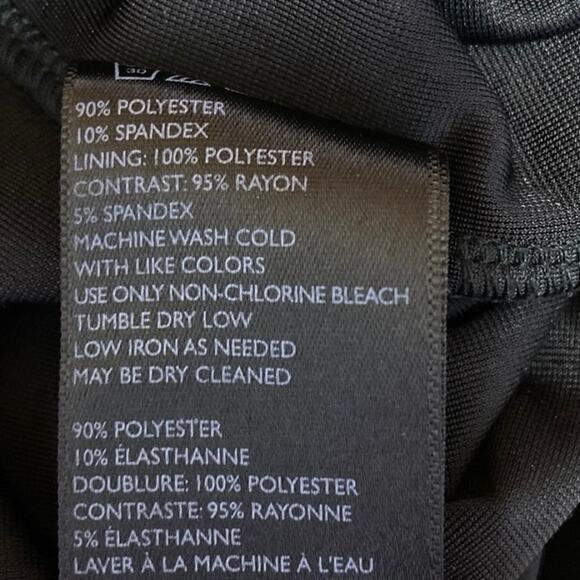 30
90% POLYESTER
10% SPANDEX
LINING: 100% POLYESTER
CONTRAST: 95% RAYON
5% SPANDEX
MACHINE WASH COLD
WITH LIKE COLORS
USE ONLY NON-CHLORINE BLEACH
TUMBLE DRY LOW
LOW IRON AS NEEDED
MAY BE DRY CLEANED
90% POLYESTER
10% ÉLASTHANNE
DOUBLURE: 100% POLYESTER
CONTRASTE: 95% RAYONNE
5% ÉLASTHANNE
LAVER À LA MACHINE À L'EAU